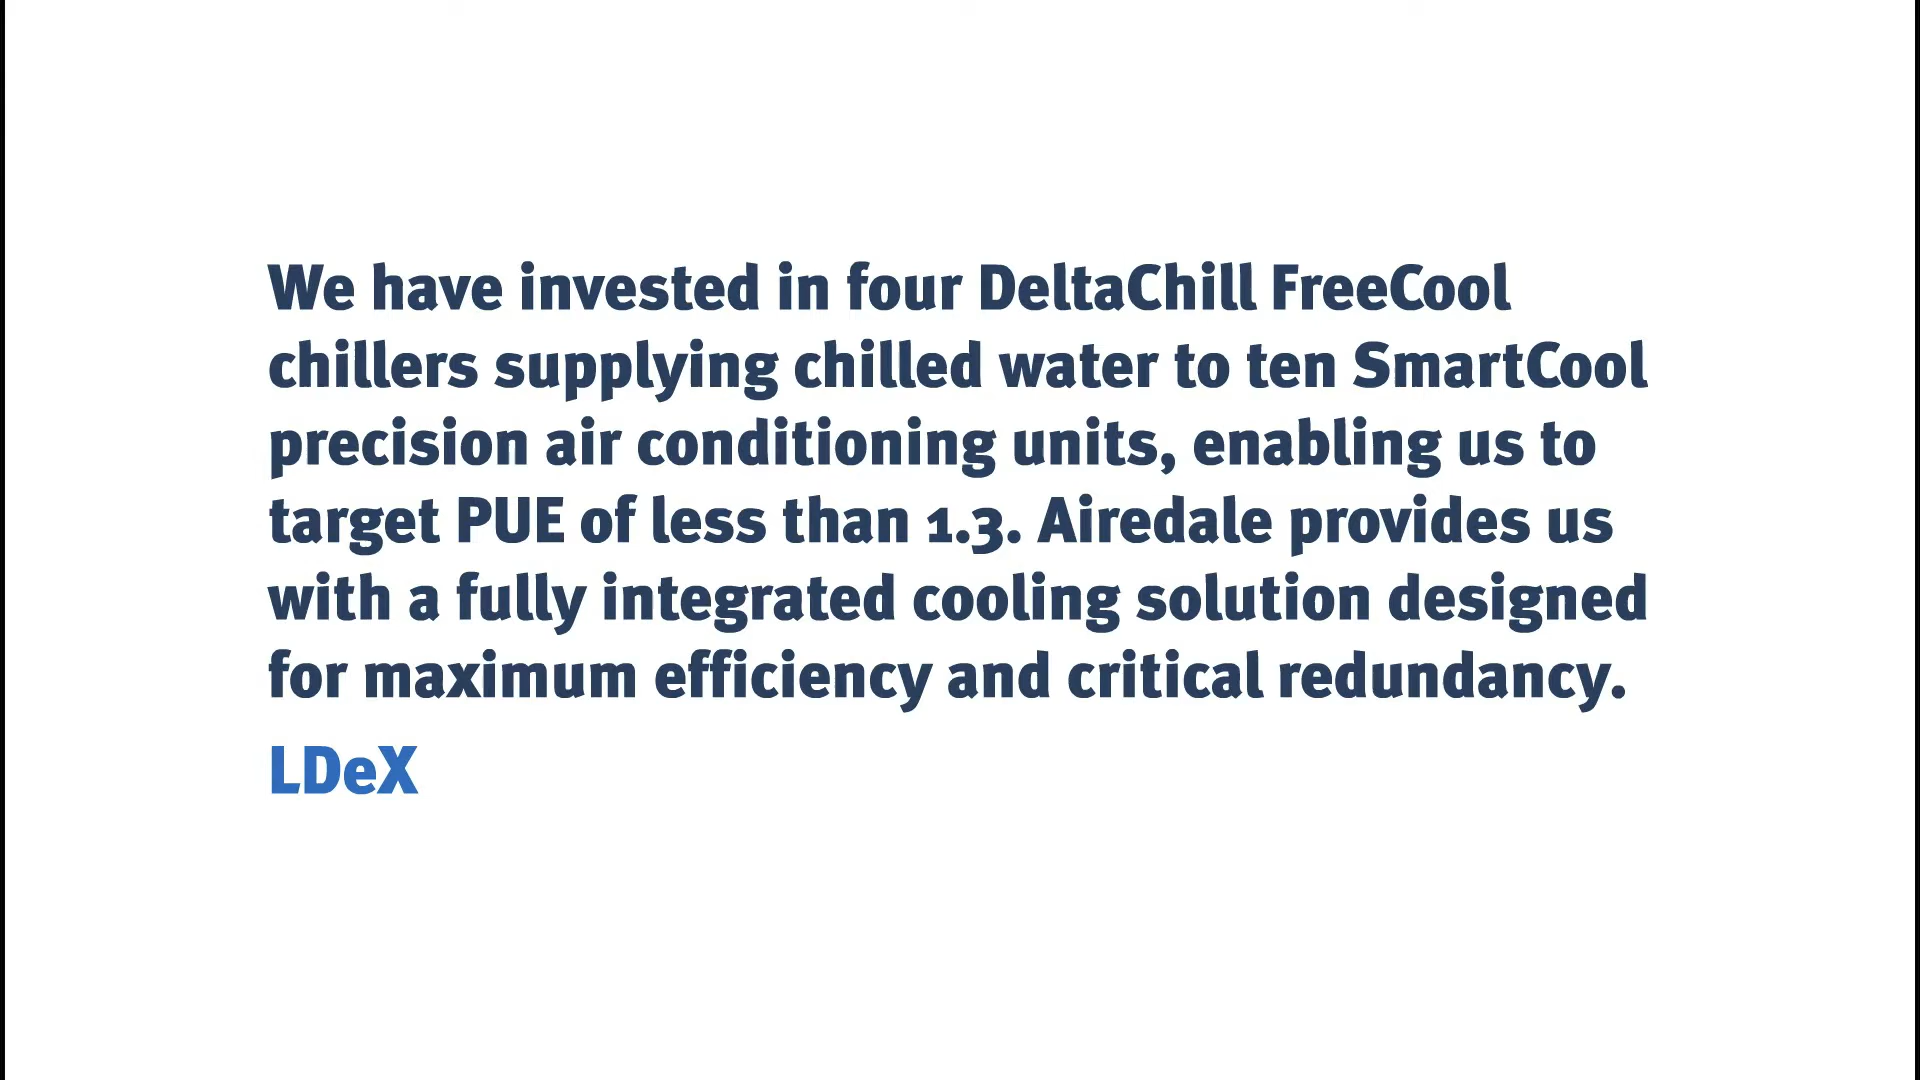 We have invested in four DeltaChill FreeCool
chillers supplying chilled water to ten SmartCool
precision air conditioning units, enabling us to
target PUE of less than 1.3. Airedale provides us
with a fully integrated cooling solution designed
for maximum efficiency and critical redundancy.
LDeX